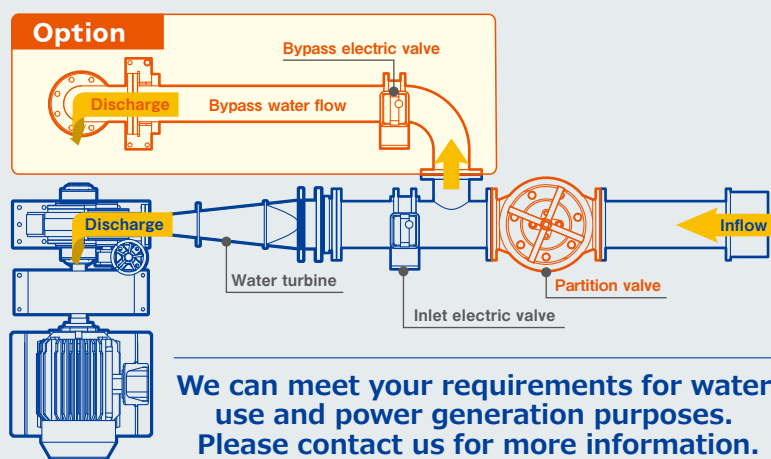 Option
Bypass electric valve
Discharge
Bypass water flow
Discharge
Inflow
Water turbine
Partition valve
Inlet electric valve
We can meet your requirements for water
use and power generation purposes.
Please contact us for more information.